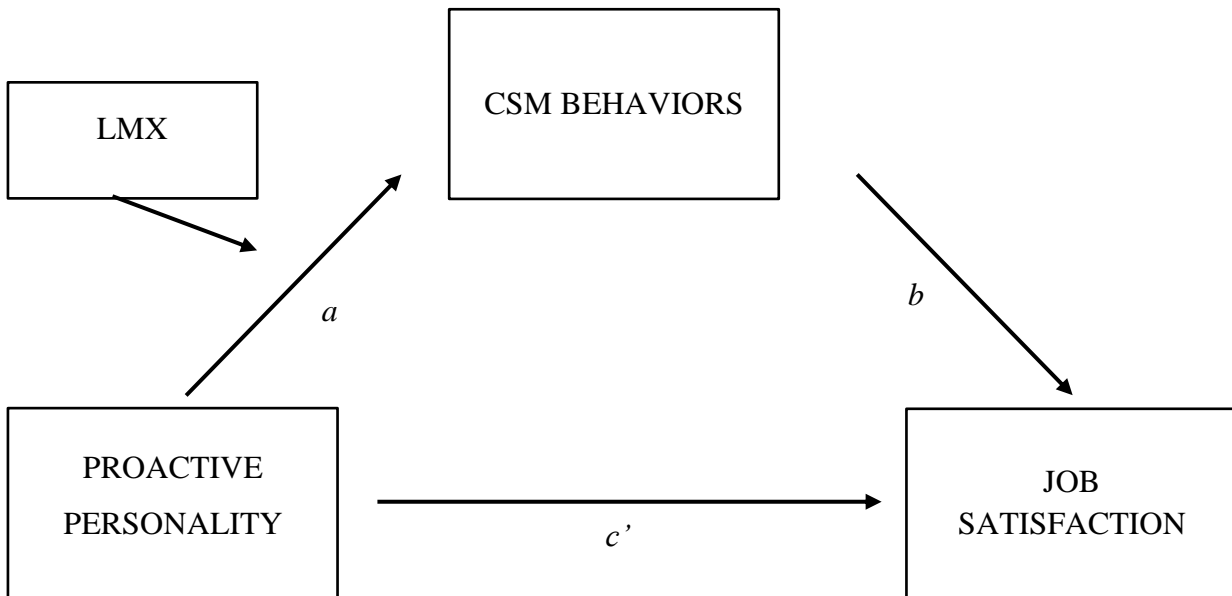 CSM BEHAVIORS
LMX
a
b
PROACTIVE
PERSONALITY
c’
JOB
SATISFACTION